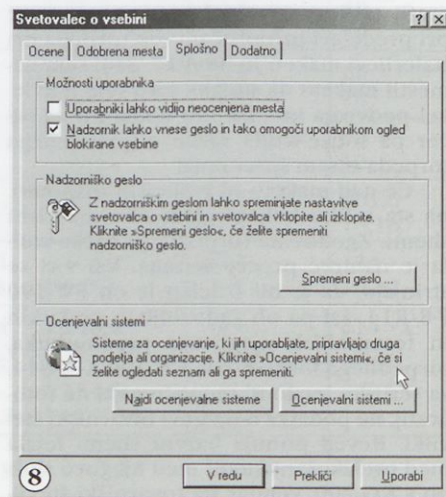 Svetovalec o vsebini
Ocene Odobrena mesta Splošno Dodatno
Možnosti uporabnika
Uporabniki lahko vidijo neocenjena mesta
Nadzornik lahko vnese geslo in tako omogoči uporabnikom ogled
blokirane vsebine
Nadzorniško geslo
Z nadzorniškim geslom lahko spreminjate nastavitve
svetovalca o vsebini in svetovalca vklopite ali izklopite.
Kliknite »Spremeni geslo«, če želite spremeniti
nadzorniško geslo.
Spremeni geslo ...
Ocenjevalni sistemi
Sisteme za ocenjevanje, ki jih uporabljate, pripravljajo druga
podjetja ali organizacije. Kliknite »Ocenjevalni sistemi«, če si
želite ogledati seznam ali ga spremeniti.
Najdi ocenjevalne sisteme Ocenjevalni sistemi ...
8 V redu Prekliči Uporabi